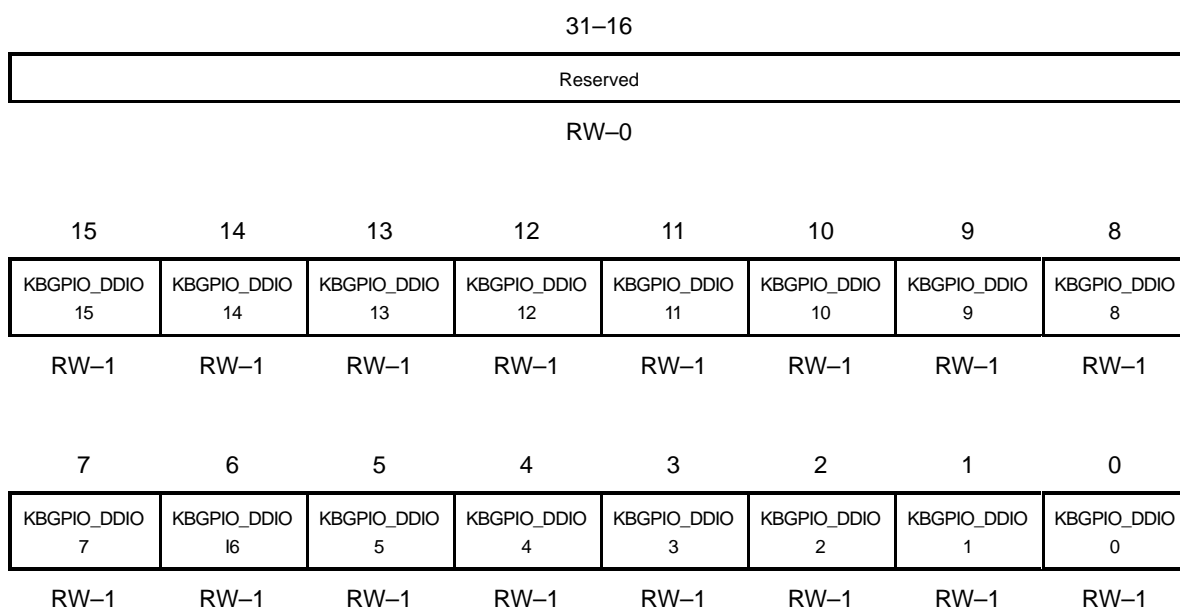 31–16
Reserved
RW–0
15 14 13 12 11 10 9 8
KBGPIO_DDIO KBGPIO_DDIO KBGPIO_DDIO KBGPIO_DDIO KBGPIO_DDIO KBGPIO_DDIO KBGPIO_DDIO KBGPIO_DDIO
15 14 13 12 11 10 9 8
RW–1 RW–1 RW–1 RW–1 RW–1 RW–1 RW–1 RW–1
7 6 5 4 3 2 1 0
KBGPIO_DDIO KBGPIO_DDIO KBGPIO_DDIO KBGPIO_DDIO KBGPIO_DDIO KBGPIO_DDIO KBGPIO_DDIO KBGPIO_DDIO
7 I6 5 4 3 2 1 0
RW–1 RW–1 RW–1 RW–1 RW–1 RW–1 RW–1 RW–1